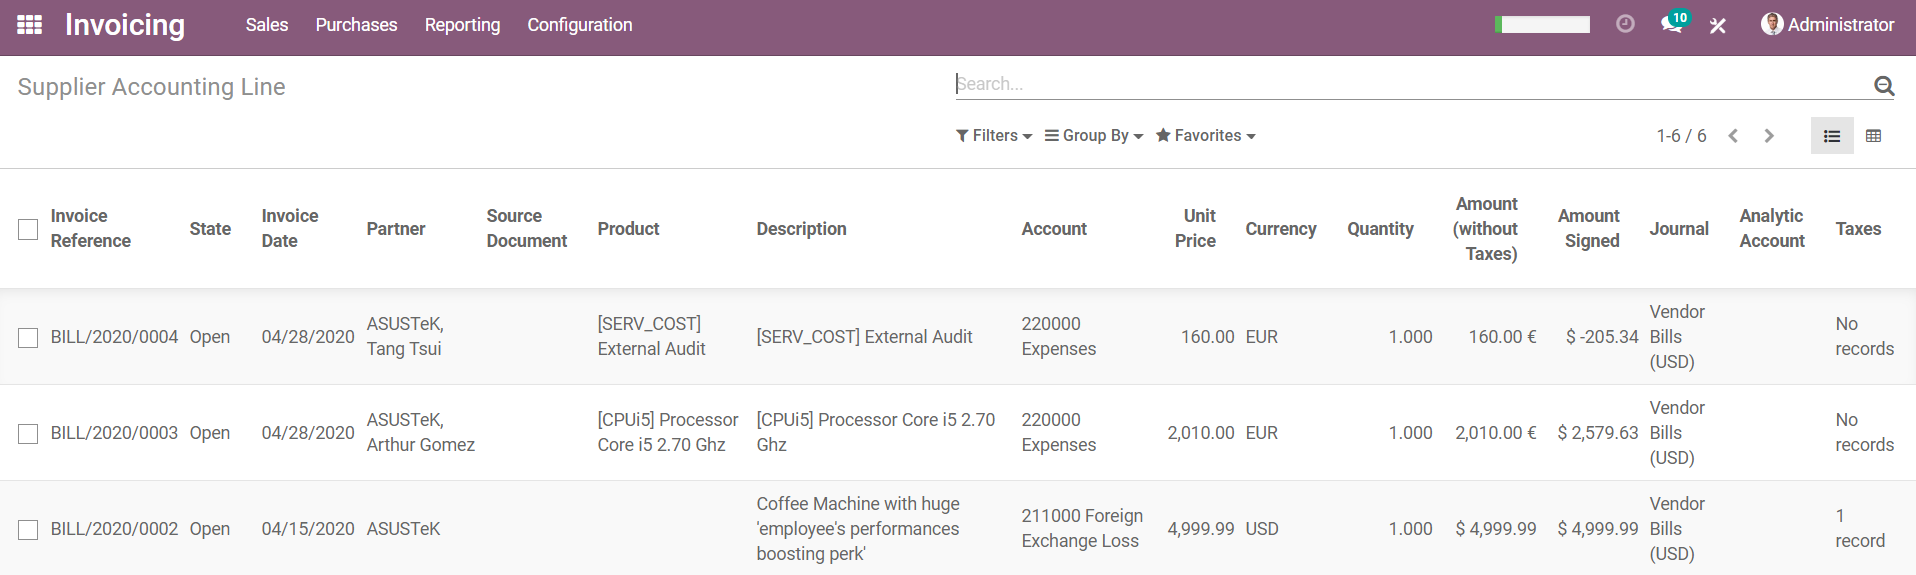 Invoicing Sales Purchases Reporting Configuration 10 Administrator
Supplier Accounting Line
Search...
Filters Group By Favorites 1-6 / 6
Invoice Reference State Invoice Date Partner Source Document Product Description Account Unit Price Currency Quantity Amount (without Taxes) Amount Signed Journal Analytic Account Taxes
BILL/2020/0004 Open 04/28/2020 ASUSTeK, Tang Tsui [SERV_COST] External Audit [SERV_COST] External Audit 220000 Expenses 160.00 EUR 1.000 160.00 € $ -205.34 Vendor Bills (USD) No records
BILL/2020/0003 Open 04/28/2020 ASUSTeK, Arthur Gomez [CPUi5] Processor Core i5 2.70 Ghz [CPUi5] Processor Core i5 2.70 Ghz 220000 Expenses 2,010.00 EUR 1.000 2,010.00 € $ 2,579.63 Vendor Bills (USD) No records
BILL/2020/0002 Open 04/15/2020 ASUSTeK Coffee Machine with huge 'employee's performances boosting perk' 211000 Foreign Exchange Loss 4,999.99 USD 1.000 $ 4,999.99 $ 4,999.99 Vendor Bills (USD) 1 record